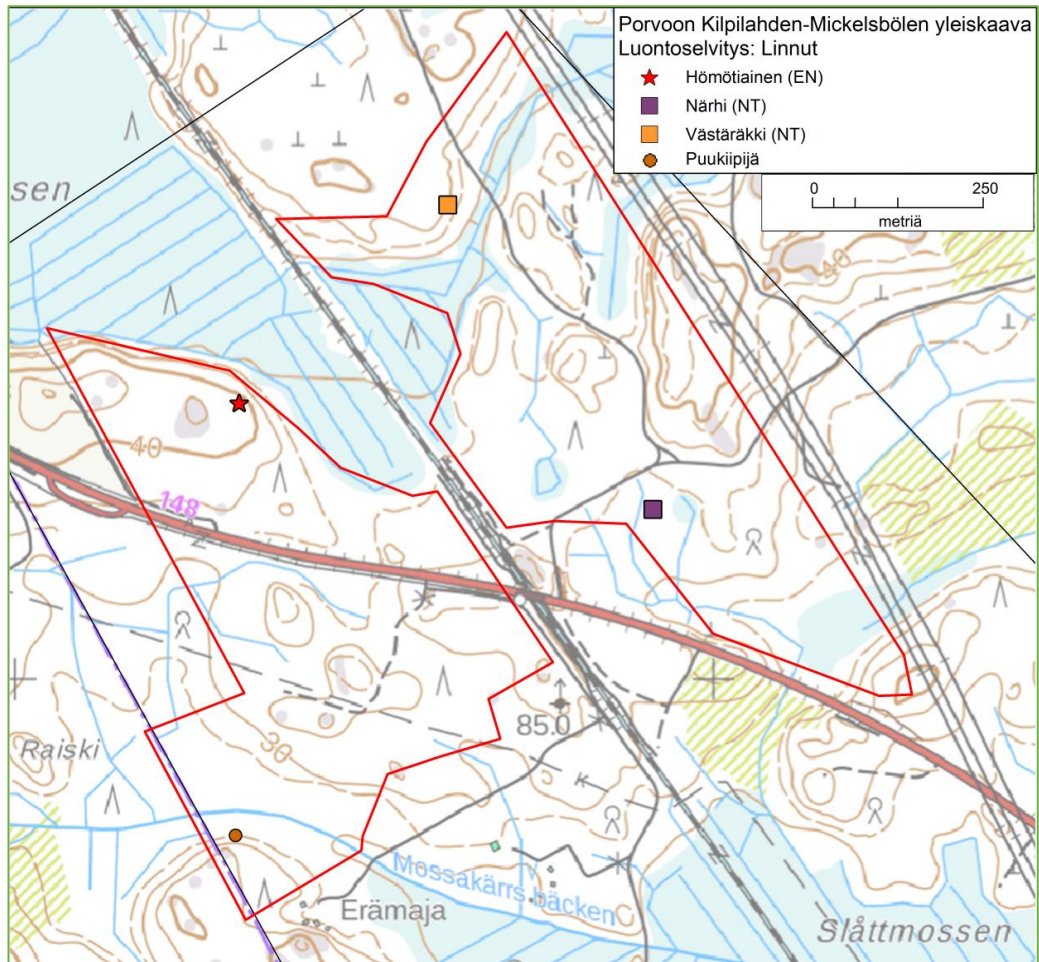 Porvoon Kilpilahden-Mickelsbölen yleiskaava
Luontoselvitys: Linnut
Hömötiainen (EN)
Närhi (NT)
Västäräkki (NT)
Puukiipijä
0 250
metriä
sen
40
40
148
30
85.0
Raiski
Mossakärrs bäcken
Erämaja
Slåttmossen